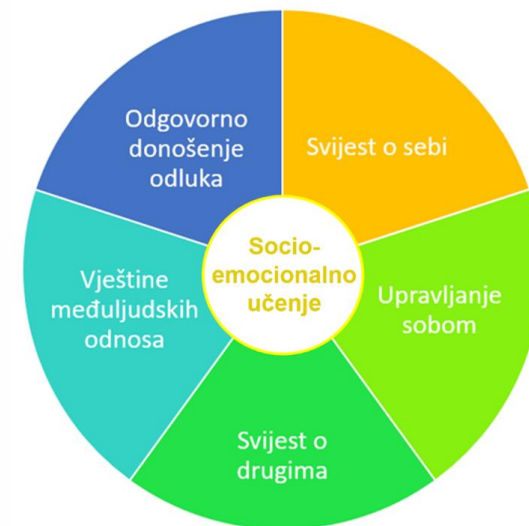 Odgovorno
donošenje
odluka
Svijest o sebi
Socio-
emocionalno
učenje
Vještine
međuljudskih
odnosa
Upravljanje
sobom
Svijest o
drugima